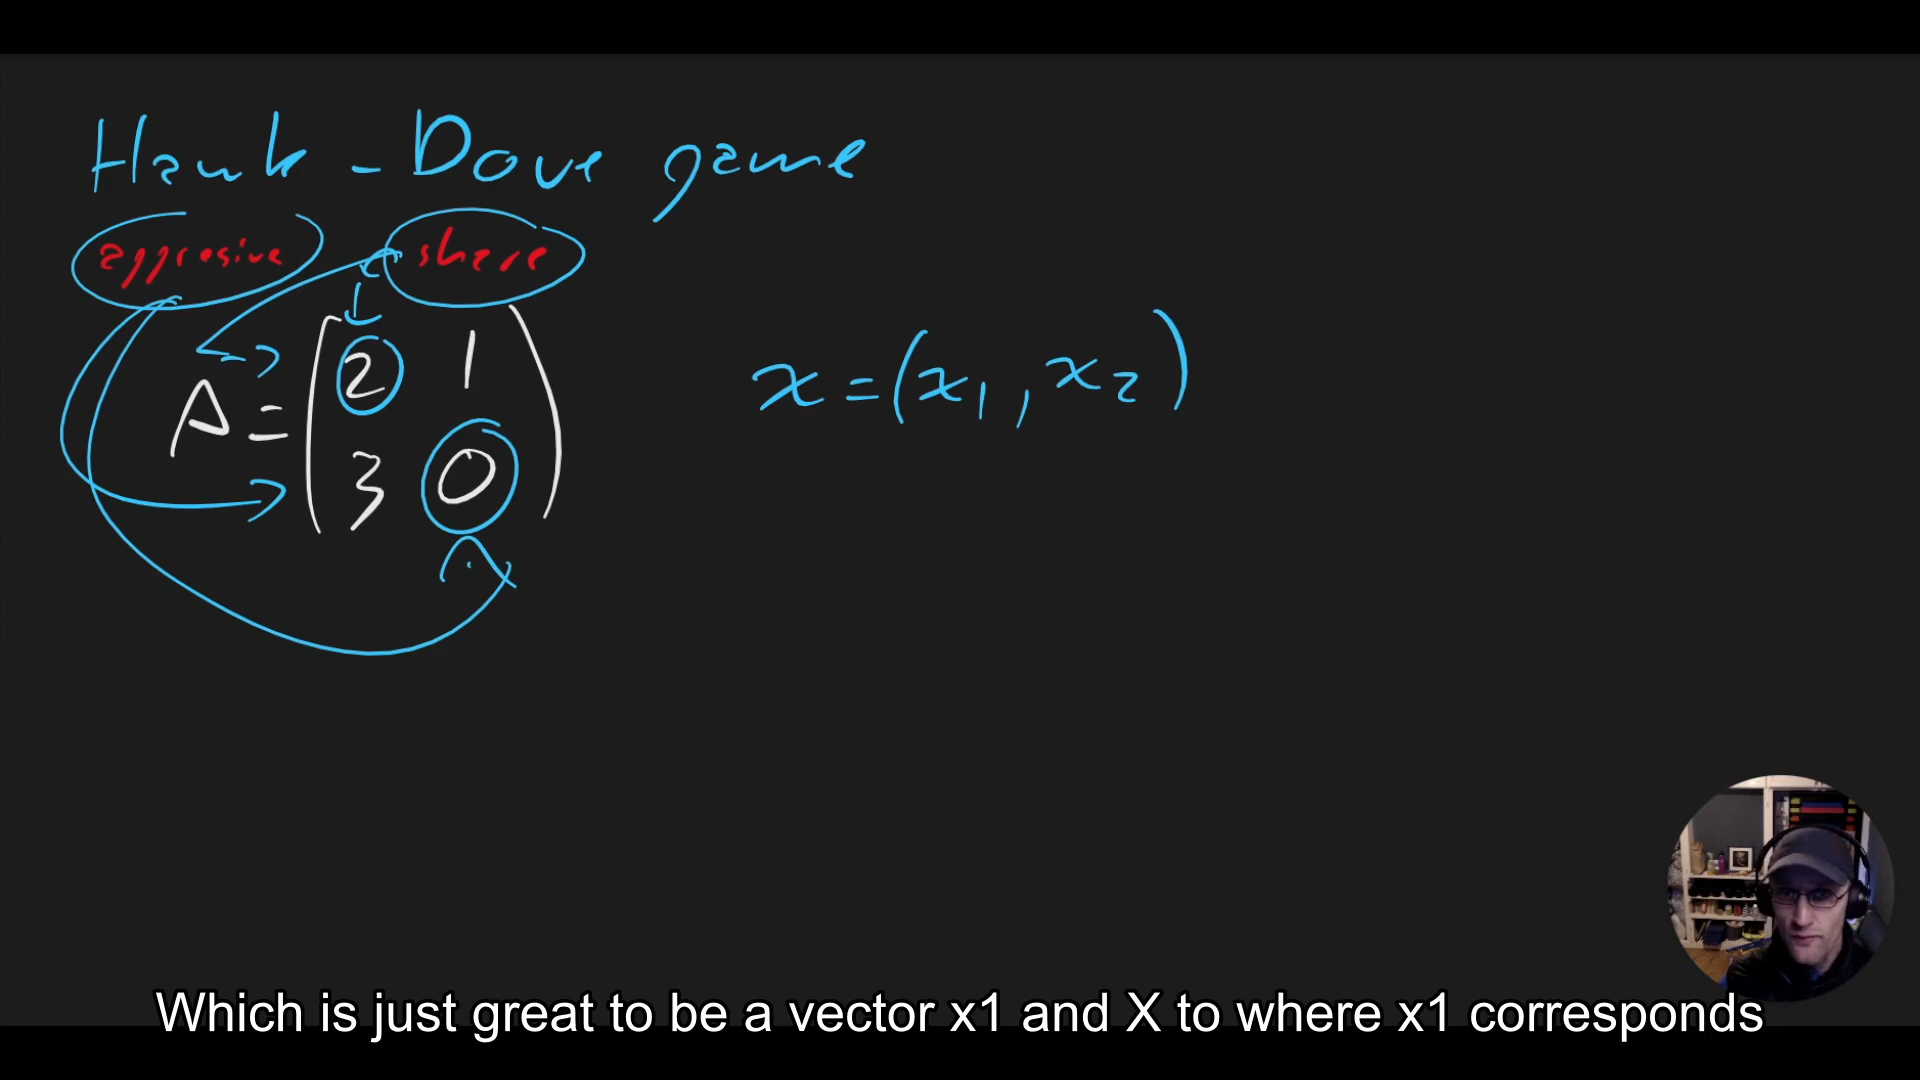 Hawk - Dove game
aggresive share
A = ( 2 1
3 0 )
x = (x1, x2)
Which is just great to be a vector x1 and X to where x1 corresponds